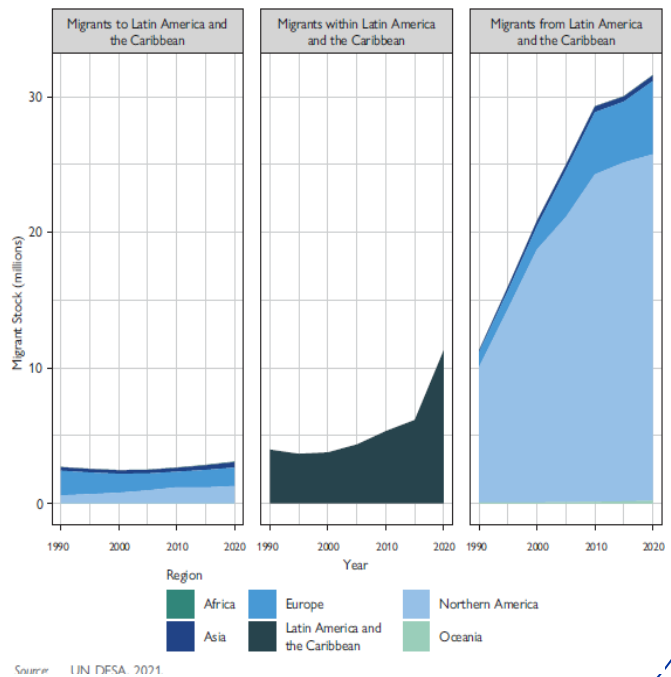 Migrants to Latin America and
the Caribbean
Migrants within Latin America
and the Caribbean
Migrants from Latin America
and the Caribbean
Migrant Stock (millions)
30
20
10
0
1990
2000
2010
2020
1990
2000
2010
2020
1990
2000
2010
2020
Year
Region
Africa
Europe
Northern America
Asia
Latin America and
the Caribbean
Oceania
Source: UN DESA, 2021.